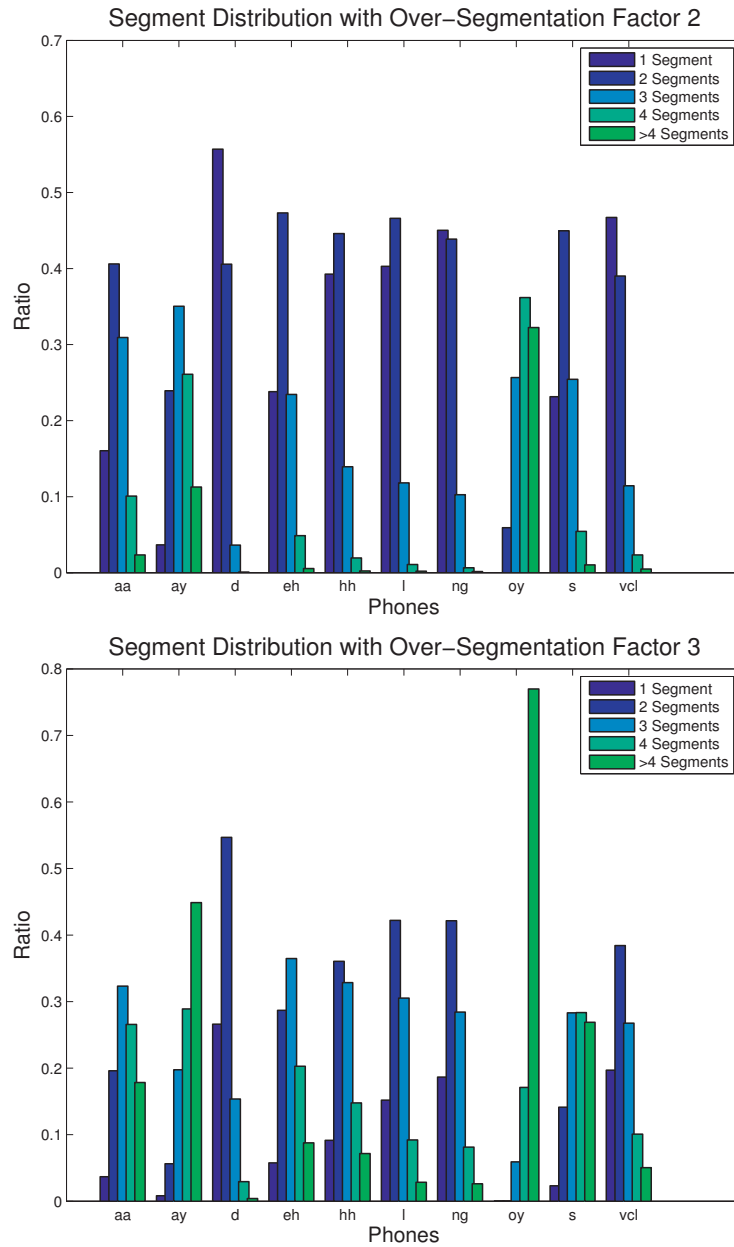 Segment Distribution with Over−Segmentation Factor 2
0.7
0.6
0.5
0.4
0.3
0.2
0.1
0
Ratio
1 Segment
2 Segments
3 Segments
4 Segments
>4 Segments
aa ay d eh hh l ng oy s vcl
Phones
Segment Distribution with Over−Segmentation Factor 3
0.8
0.7
0.6
0.5
0.4
0.3
0.2
0.1
0
Ratio
1 Segment
2 Segments
3 Segments
4 Segments
>4 Segments
aa ay d eh hh l ng oy s vcl
Phones